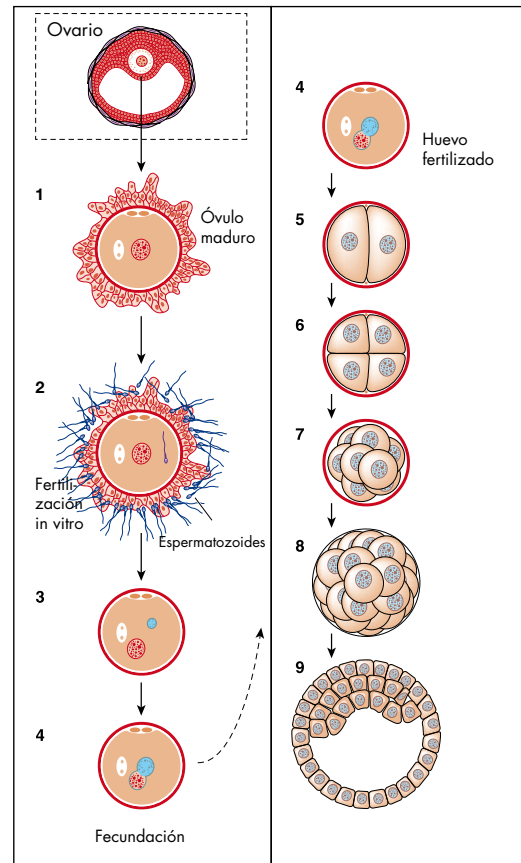 Ovario
1
Óvulo
maduro
2
Fertili-
zación
in vitro
Espermatozoides
3
4
Fecundación
4
Huevo
fertilizado
5
6
7
8
9